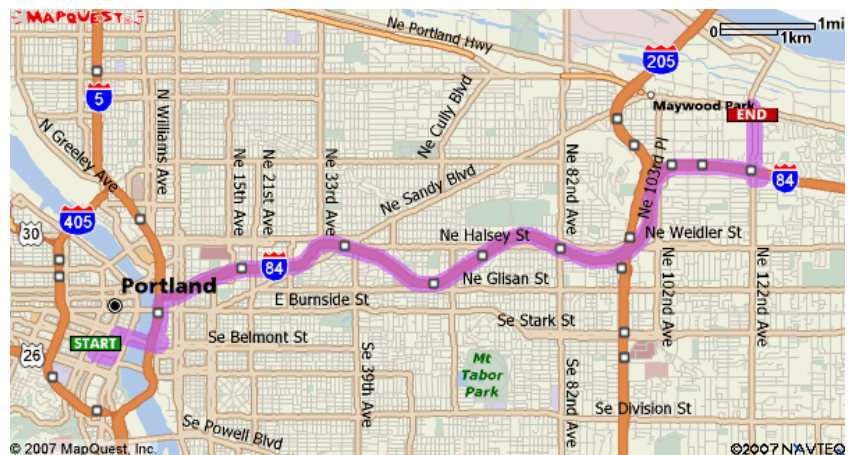 MAPQUEST.
Ne Portland Hwy
0 1mi
1km
205
5
N Williams Ave
Ne Cully Blvd
Maywood Park
END
N Greeley Ave
Ne 15th Ave
Ne 21st Ave
Ne 33rd Ave
Ne Sandy Blvd
Ne 82nd Ave
Ne 103rd Pl
84
405
30
Ne Halsey St
Ne Weidler St
84
Portland
Ne Glisan St
E Burnside St
Ne 102nd Ave
Ne 122nd Ave
Se Stark St
START
Se Belmont St
26
Se 39th Ave
Mt
Tabor
Park
Se 82nd Ave
Se Division St
Se Powell Blvd
© 2007 MapQuest, Inc.
©2007 NAVTEQ